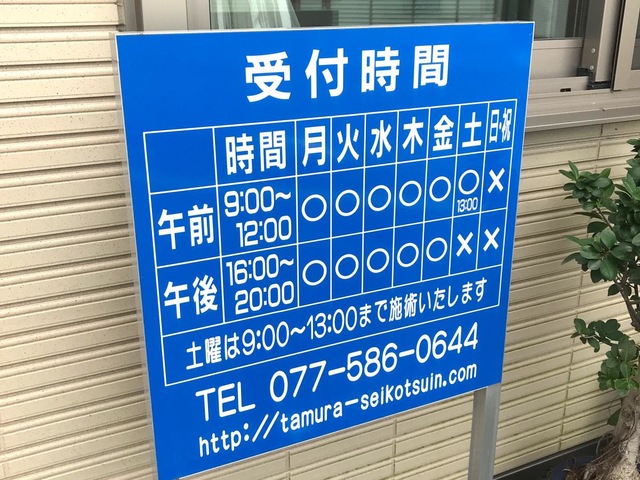 受付時間
時間 月 火 水 木 金 土 日・祝
午前 9:00～12:00 ○ ○ ○ ○ ○ ○13:00 ×
午後 16:00～20:00 ○ ○ ○ ○ ○ × ×
土曜は9:00～13:00まで施術いたします
TEL 077-586-0644
http://tamura-seikotsuin.com